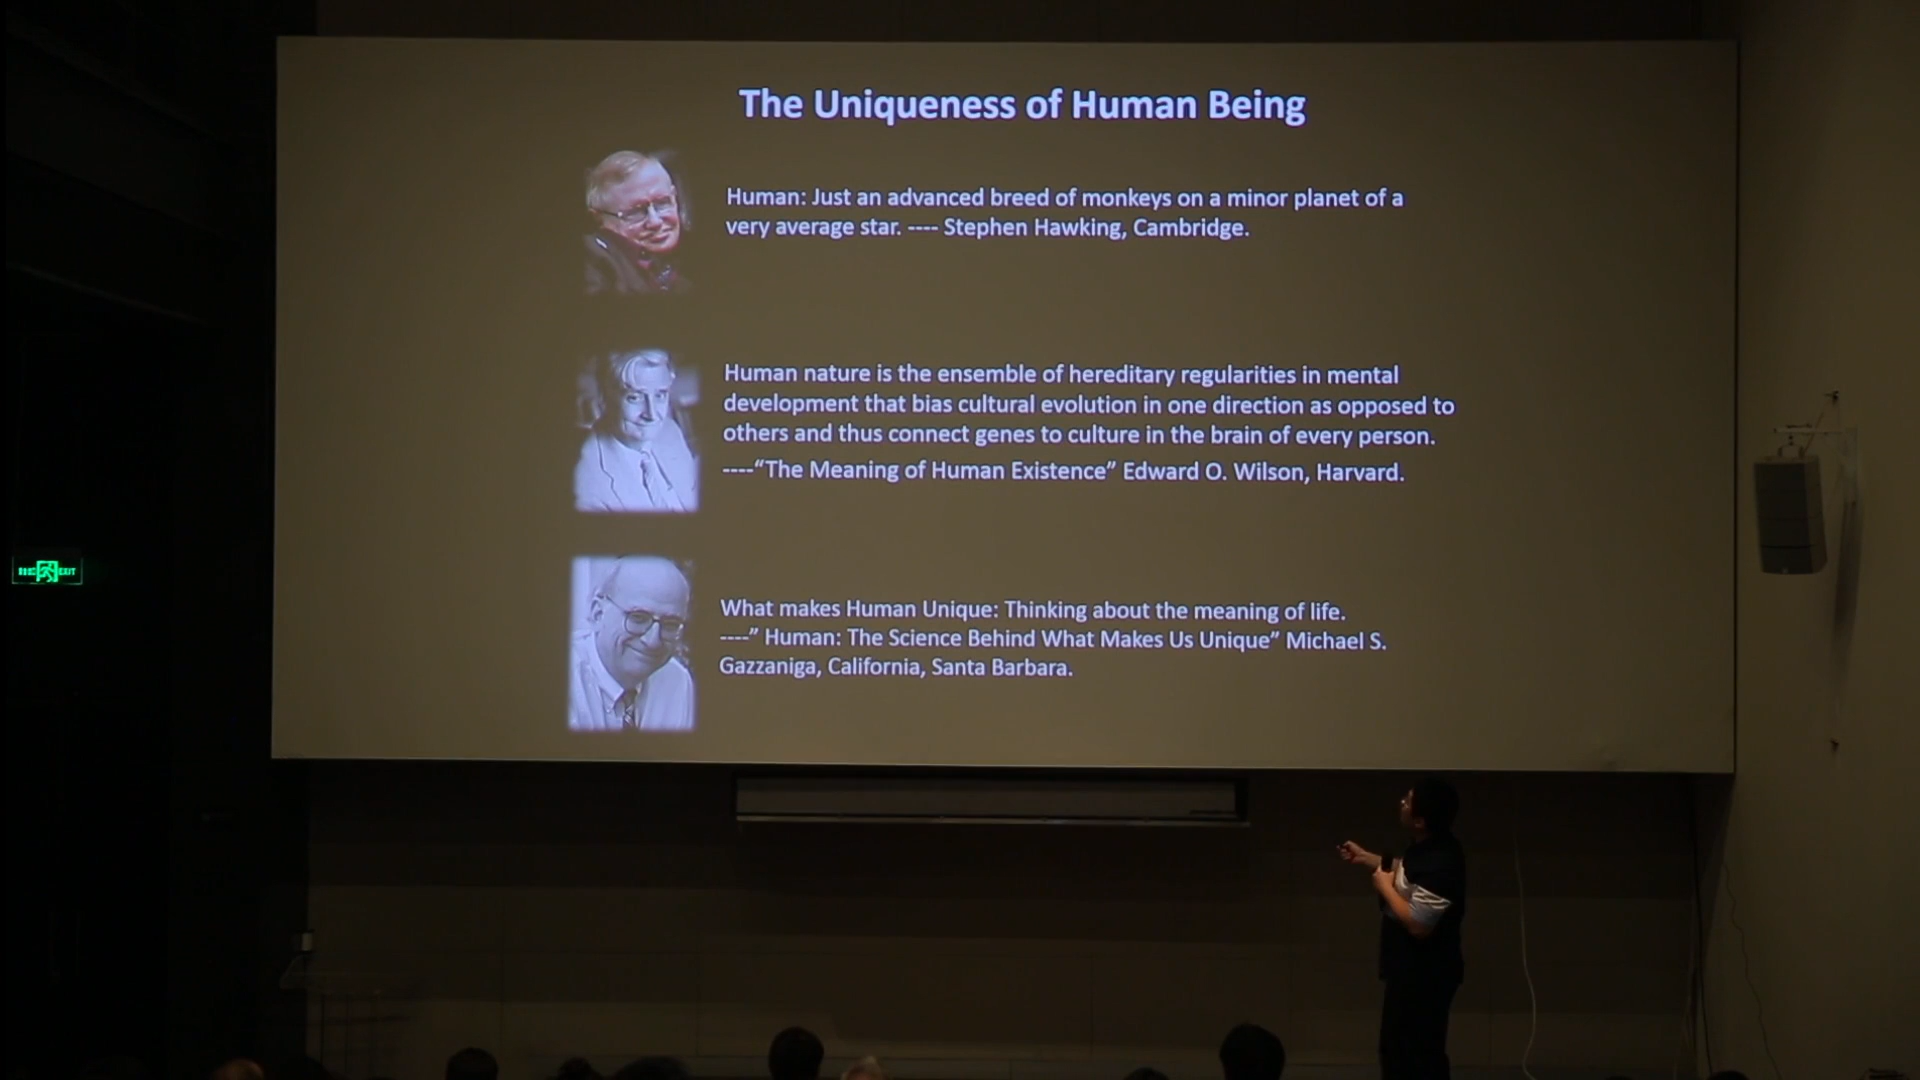 The Uniqueness of Human Being
Human: Just an advanced breed of monkeys on a minor planet of a
very average star. ---- Stephen Hawking, Cambridge.
Human nature is the ensemble of hereditary regularities in mental
development that bias cultural evolution in one direction as opposed to
others and thus connect genes to culture in the brain of every person.
----“The Meaning of Human Existence” Edward O. Wilson, Harvard.
What makes Human Unique: Thinking about the meaning of life.
----” Human: The Science Behind What Makes Us Unique” Michael S.
Gazzaniga, California, Santa Barbara.
EXIT